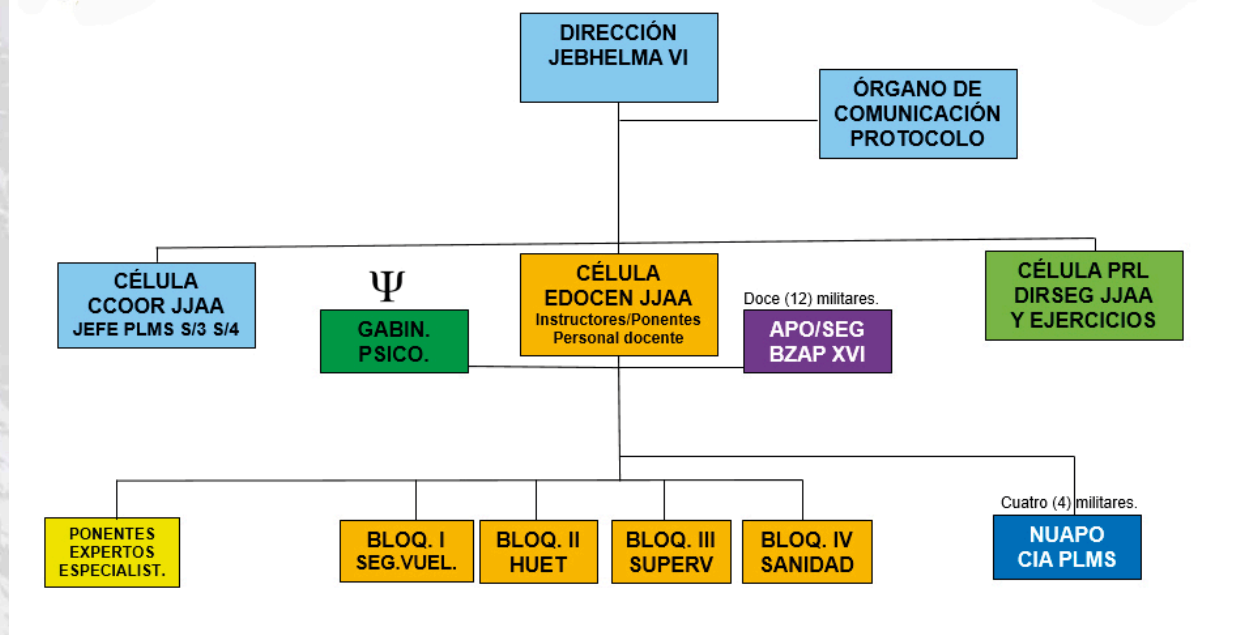 DIRECCIÓN
JEBHELMA VI
ÓRGANO DE
COMUNICACIÓN
PROTOCOLO
CÉLULA
CCOOR JJAA
JEFE PLMS S/3 S/4
Ψ
GABIN.
PSICO.
CÉLULA
EDOCEN JJAA
Instructores/Ponentes
Personal docente
Doce (12) militares.
APO/SEG
BZAP XVI
CÉLULA PRL
DIRSEG JJAA
Y EJERCICIOS
PONENTES
EXPERTOS
ESPECIALIST.
BLOQ. I
SEG.VUEL.
BLOQ. II
HUET
BLOQ. III
SUPERV
BLOQ. IV
SANIDAD
Cuatro (4) militares.
NUAPO
CIA PLMS